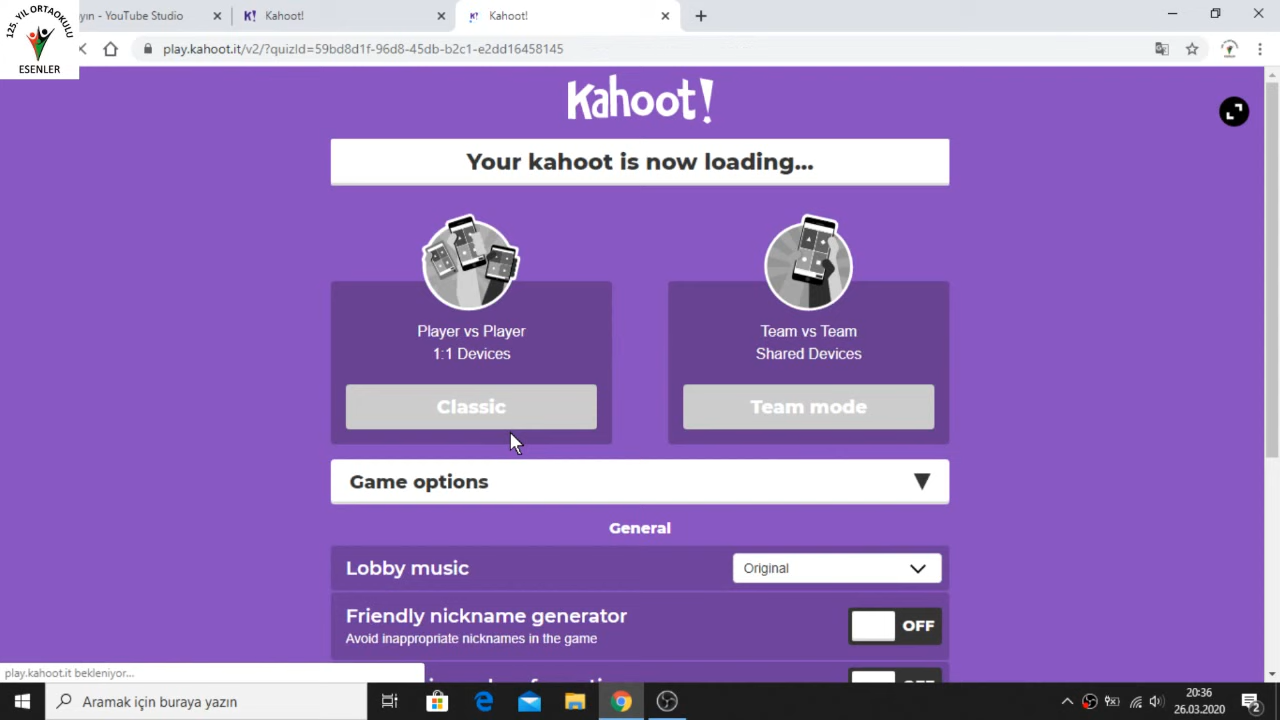 125. YIL ORTAOKULU
ESENLER
yın - YouTube Studio
Kahoot!
Kahoot!
play.kahoot.it/v2/?quizId=59bd8d1f-96d8-45db-b2c1-e2dd16458145
Kahoot!
Your kahoot is now loading...
Player vs Player
1:1 Devices
Classic
Team vs Team
Shared Devices
Team mode
Game options
General
Lobby music
Original
Friendly nickname generator
Avoid inappropriate nicknames in the game
OFF
play.kahoot.it bekleniyor...
Aramak için buraya yazın
20:36
26.03.2020
2